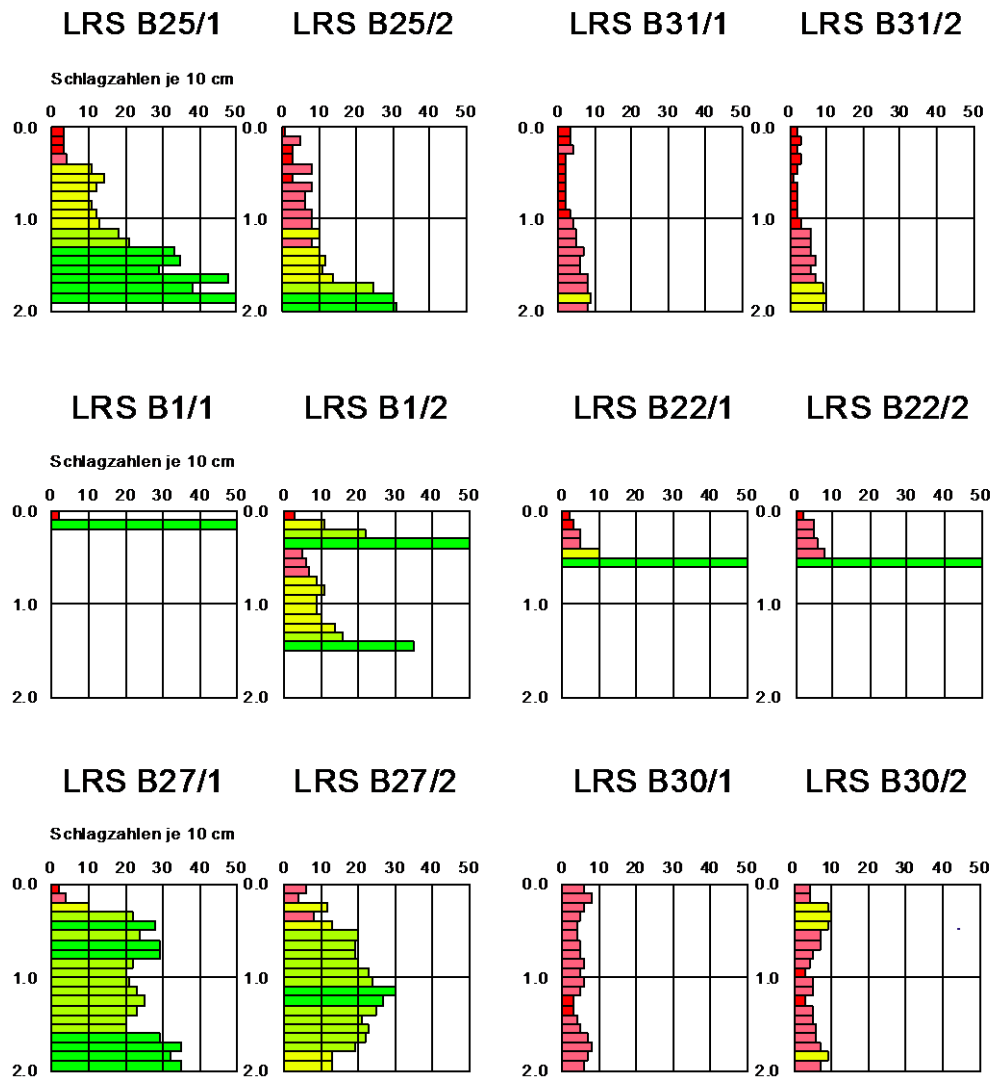 LRS B25/1 LRS B25/2 LRS B31/1 LRS B31/2
Schlagzahlen je 10 cm
0 10 20 30 40 50 0 10 20 30 40 50 0 10 20 30 40 50 0 10 20 30 40 50
0.0 0.0 0.0 0.0
1.0 1.0 1.0 1.0
2.0 2.0 2.0 2.0
LRS B1/1 LRS B1/2 LRS B22/1 LRS B22/2
Schlagzahlen je 10 cm
0 10 20 30 40 50 0 10 20 30 40 50 0 10 20 30 40 50 0 10 20 30 40 50
0.0 0.0 0.0 0.0
1.0 1.0 1.0 1.0
2.0 2.0 2.0 2.0
LRS B27/1 LRS B27/2 LRS B30/1 LRS B30/2
Schlagzahlen je 10 cm
0 10 20 30 40 50 0 10 20 30 40 50 0 10 20 30 40 50 0 10 20 30 40 50
0.0 0.0 0.0 0.0
1.0 1.0 1.0 1.0
2.0 2.0 2.0 2.0